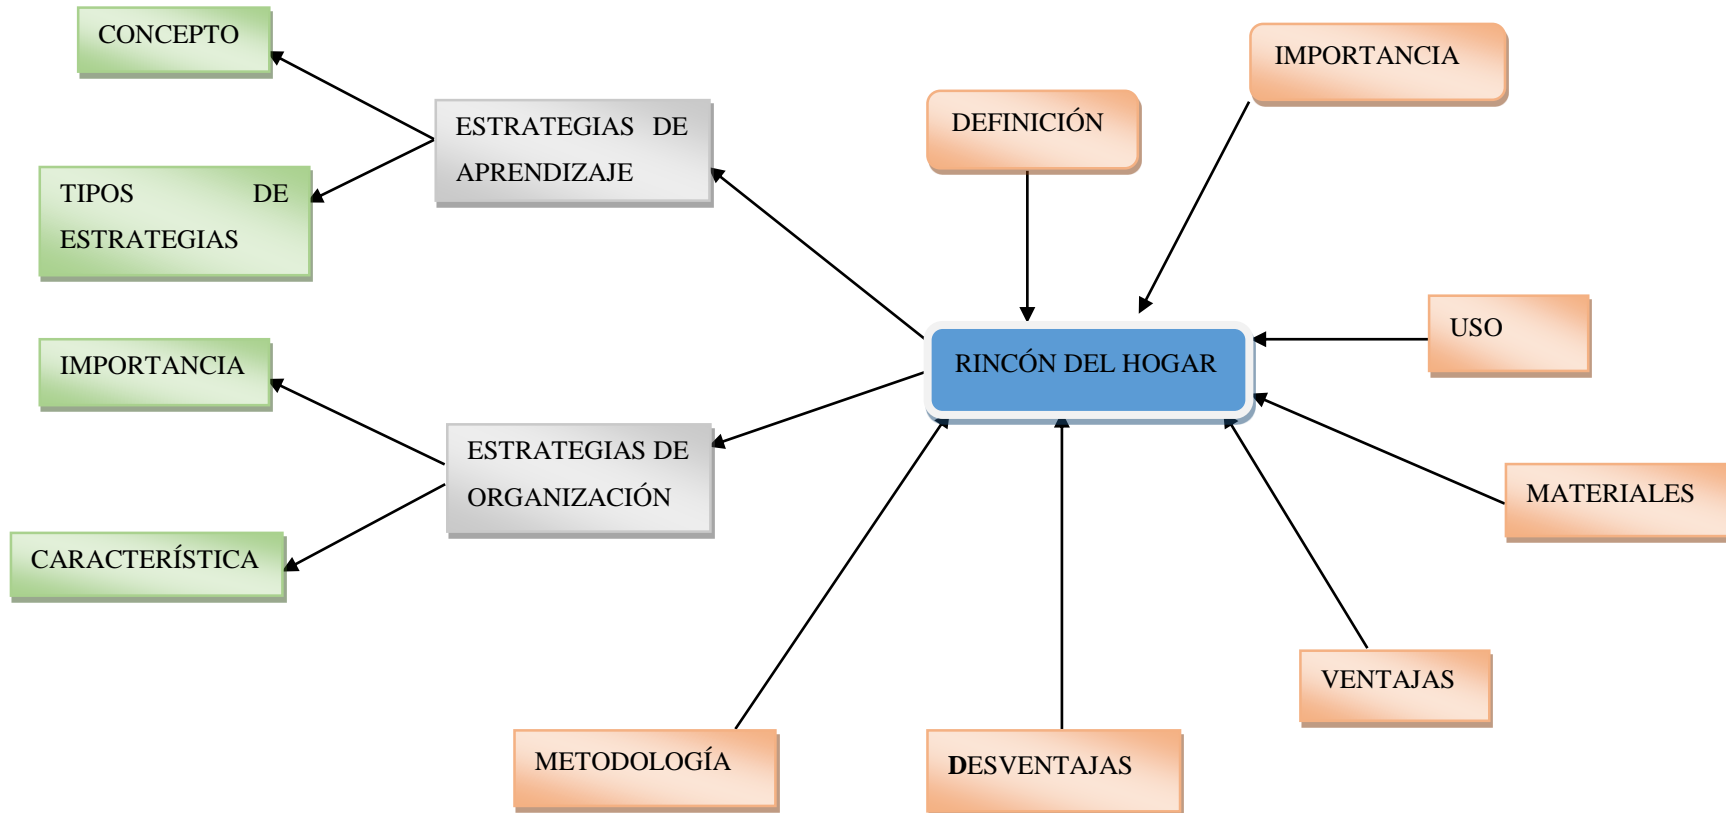 CONCEPTO
IMPORTANCIA
DEFINICIÓN
ESTRATEGIAS DE
APRENDIZAJE
TIPOS DE
ESTRATEGIAS
USO
IMPORTANCIA
RINCÓN DEL HOGAR
ESTRATEGIAS DE
ORGANIZACIÓN
MATERIALES
CARACTERÍSTICA
VENTAJAS
METODOLOGÍA
DESVENTAJAS